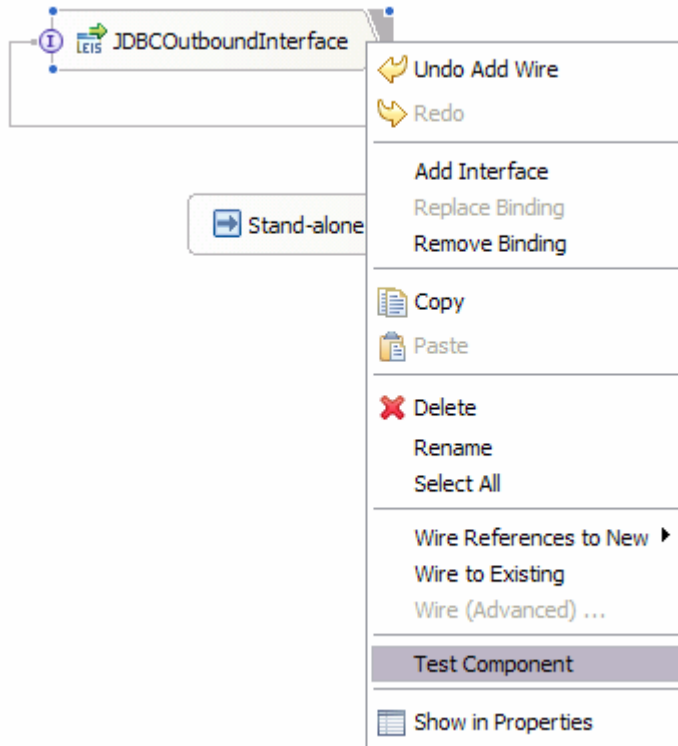 I
EIS
JDBCOutboundInterface
Undo Add Wire
Redo
Add Interface
Replace Binding
Remove Binding
Stand-alone
Copy
Paste
Delete
Rename
Select All
Wire References to New
Wire to Existing
Wire (Advanced) ...
Test Component
Show in Properties